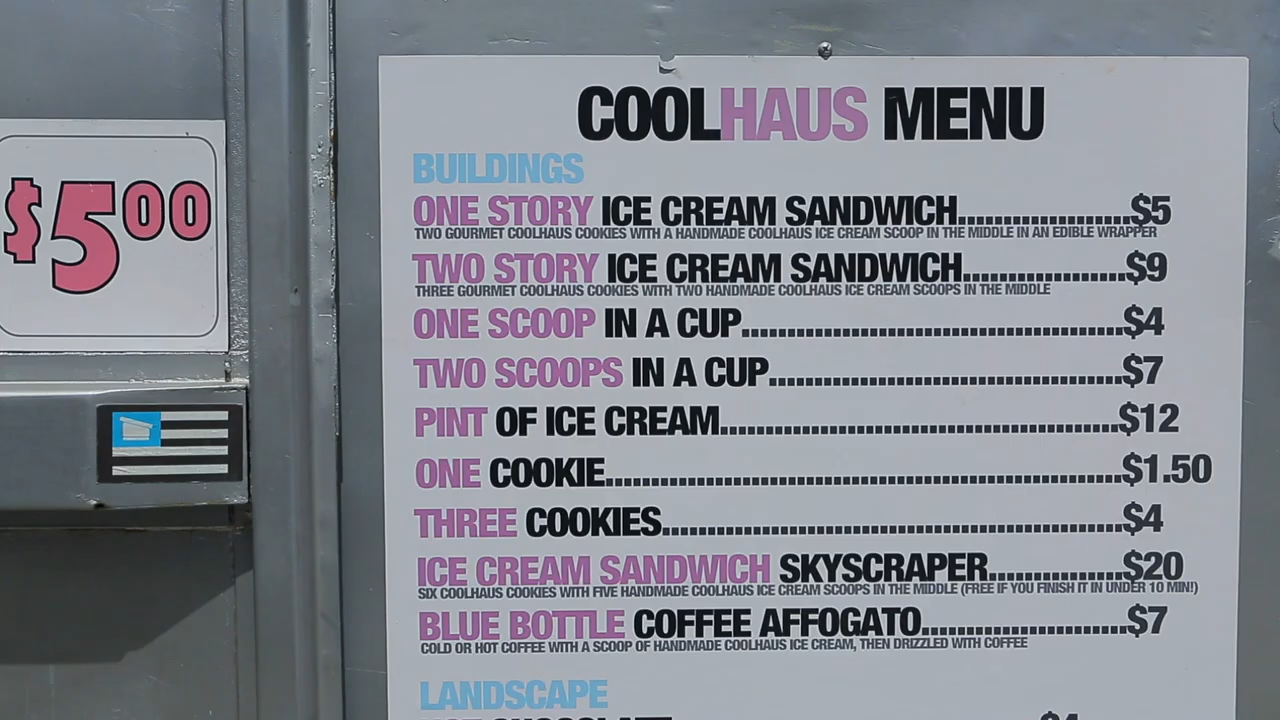 $5.00
COOLHAUS MENU
BUILDINGS
ONE STORY ICE CREAM SANDWICH....................$5
TWO GOURMET COOLHAUS COOKIES WITH A HANDMADE COOLHAUS ICE CREAM SCOOP IN THE MIDDLE IN AN EDIBLE WRAPPER
TWO STORY ICE CREAM SANDWICH...................$9
THREE GOURMET COOLHAUS COOKIES WITH TWO HANDMADE COOLHAUS ICE CREAM SCOOPS IN THE MIDDLE
ONE SCOOP IN A CUP.............................................$4
TWO SCOOPS IN A CUP..........................................$7
PINT OF ICE CREAM...............................................$12
ONE COOKIE.............................................................$1.50
THREE COOKIES......................................................$4
ICE CREAM SANDWICH SKYSCRAPER................$20
SIX COOLHAUS COOKIES WITH FIVE HANDMADE COOLHAUS ICE CREAM SCOOPS IN THE MIDDLE (FREE IF YOU FINISH IT IN UNDER 10 MIN!)
BLUE BOTTLE COFFEE AFFOGATO........................$7
COLD OR HOT COFFEE WITH A SCOOP OF HANDMADE COOLHAUS ICE CREAM, THEN DRIZZLED WITH COFFEE
LANDSCAPE